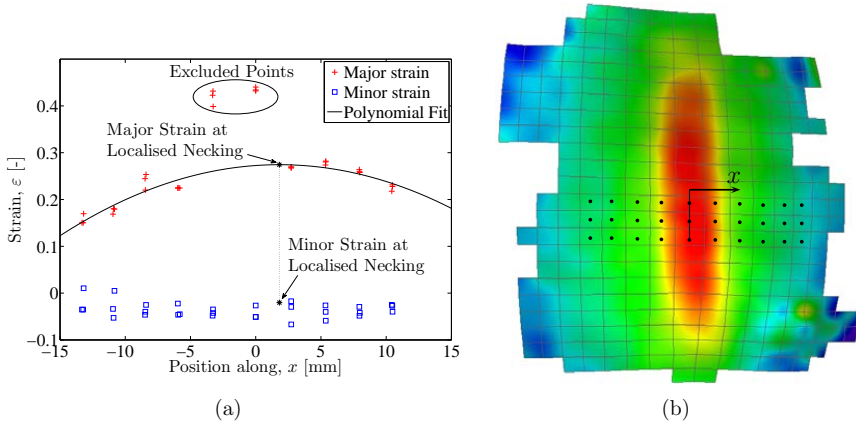 Excluded Points
Major strain
Minor strain
Polynomial Fit
Major Strain at
Localised Necking
Minor Strain at
Localised Necking
Strain, ε [-]
0.4
0.3
0.2
0.1
0
−0.1
−15
−10
−5
0
5
10
15
Position along, x [mm]
(a)
x
(b)